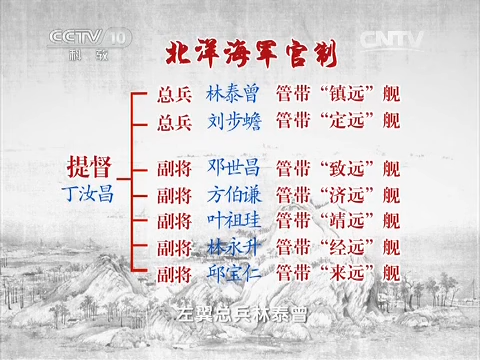 CCTV 10
科教
CNTV
北洋海军官制
总兵 林泰曾 管带“镇远”舰
总兵 刘步蟾 管带“定远”舰
提督
丁汝昌
副将 邓世昌 管带“致远”舰
副将 方伯谦 管带“济远”舰
副将 叶祖珪 管带“靖远”舰
副将 林永升 管带“经远”舰
副将 邱宝仁 管带“来远”舰
左翼总兵林泰曾